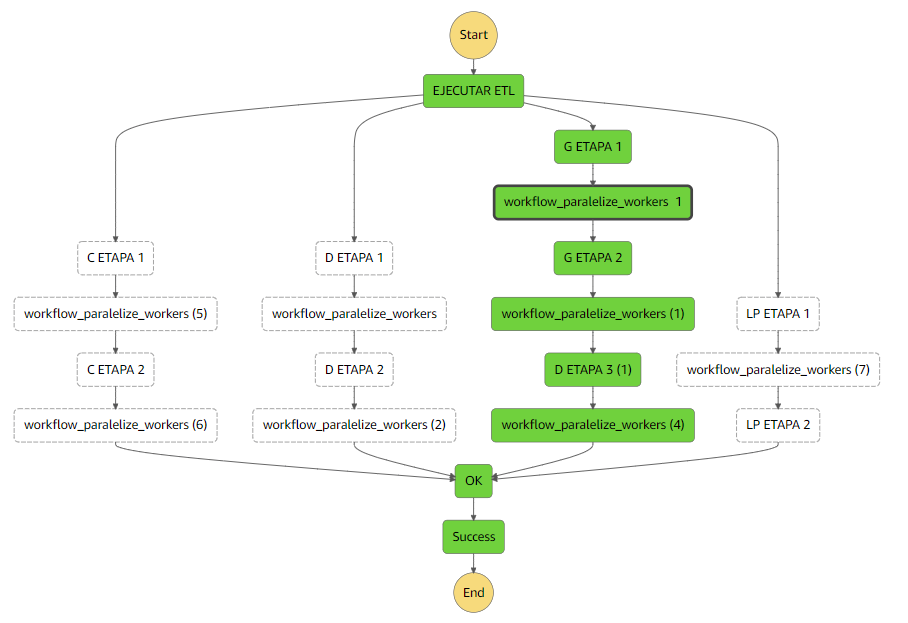 Start
EJECUTAR ETL
G ETAPA 1
workflow_paralelize_workers 1
C ETAPA 1
D ETAPA 1
G ETAPA 2
workflow_paralelize_workers (5)
workflow_paralelize_workers
workflow_paralelize_workers (1)
LP ETAPA 1
C ETAPA 2
D ETAPA 2
D ETAPA 3 (1)
workflow_paralelize_workers (7)
workflow_paralelize_workers (6)
workflow_paralelize_workers (2)
workflow_paralelize_workers (4)
LP ETAPA 2
OK
Success
End